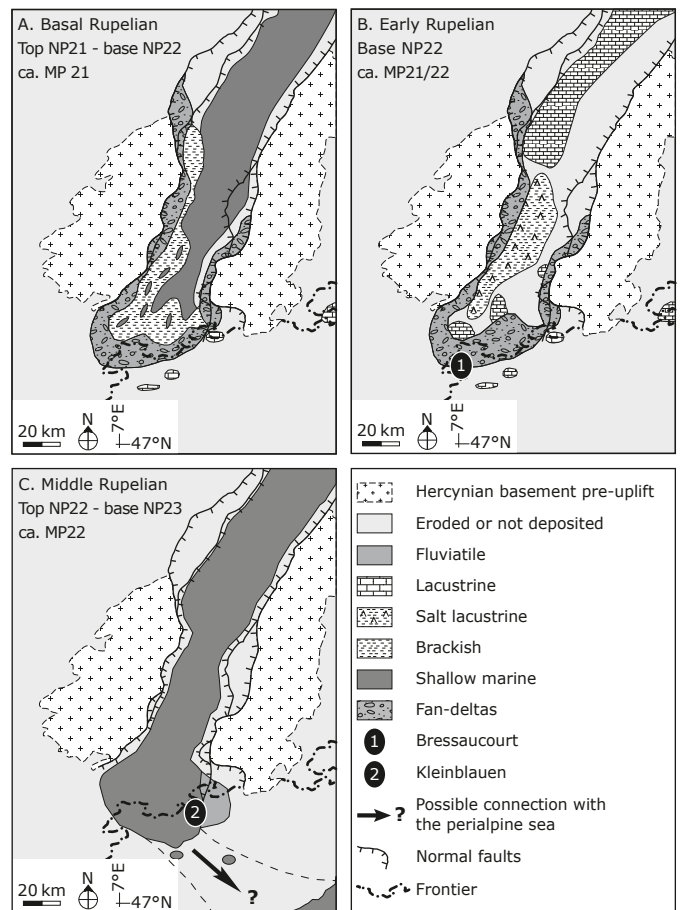 A. Basal Rupelian
Top NP21 - base NP22
ca. MP 21
20 km
N
7°E
47°N
B. Early Rupelian
Base NP22
ca. MP21/22
1
20 km
N
7°E
47°N
C. Middle Rupelian
Top NP22 - base NP23
ca. MP22
2
?
20 km
N
7°E
47°N
Hercynian basement pre-uplift
Eroded or not deposited
Fluviatile
Lacustrine
Salt lacustrine
Brackish
Shallow marine
Fan-deltas
1 Bressaucourt
2 Kleinblauen
? Possible connection with
the perialpine sea
Normal faults
Frontier